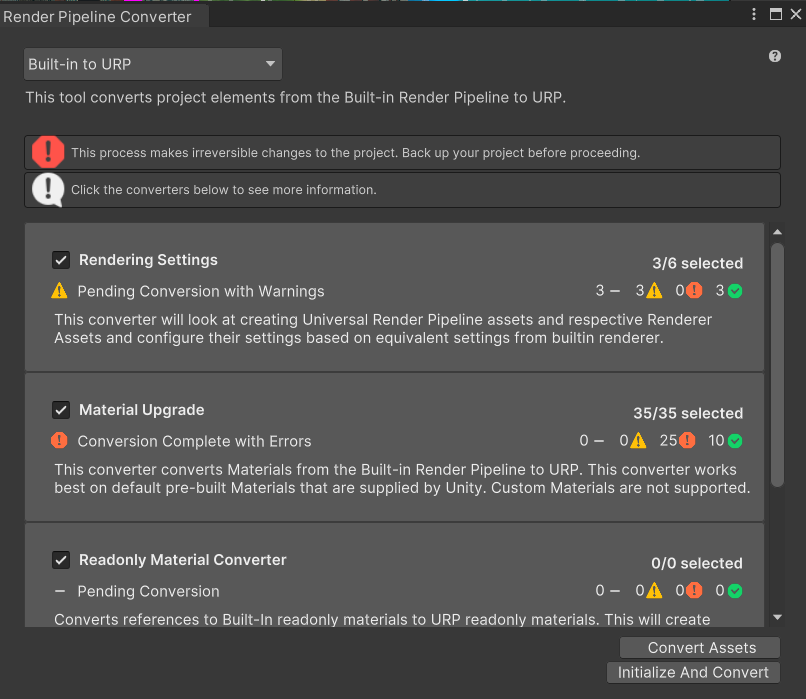 Render Pipeline Converter
Built-in to URP
This tool converts project elements from the Built-in Render Pipeline to URP.
This process makes irreversible changes to the project. Back up your project before proceeding.
Click the converters below to see more information.
Rendering Settings
3/6 selected
Pending Conversion with Warnings
3 – 3 0 3
This converter will look at creating Universal Render Pipeline assets and respective Renderer
Assets and configure their settings based on equivalent settings from builtin renderer.
Material Upgrade
35/35 selected
Conversion Complete with Errors
0 – 0 25 10
This converter converts Materials from the Built-in Render Pipeline to URP. This converter works
best on default pre-built Materials that are supplied by Unity. Custom Materials are not supported.
Readonly Material Converter
0/0 selected
– Pending Conversion
0 – 0 0 0
Converts references to Built-In readonly materials to URP readonly materials. This will create
Convert Assets
Initialize And Convert